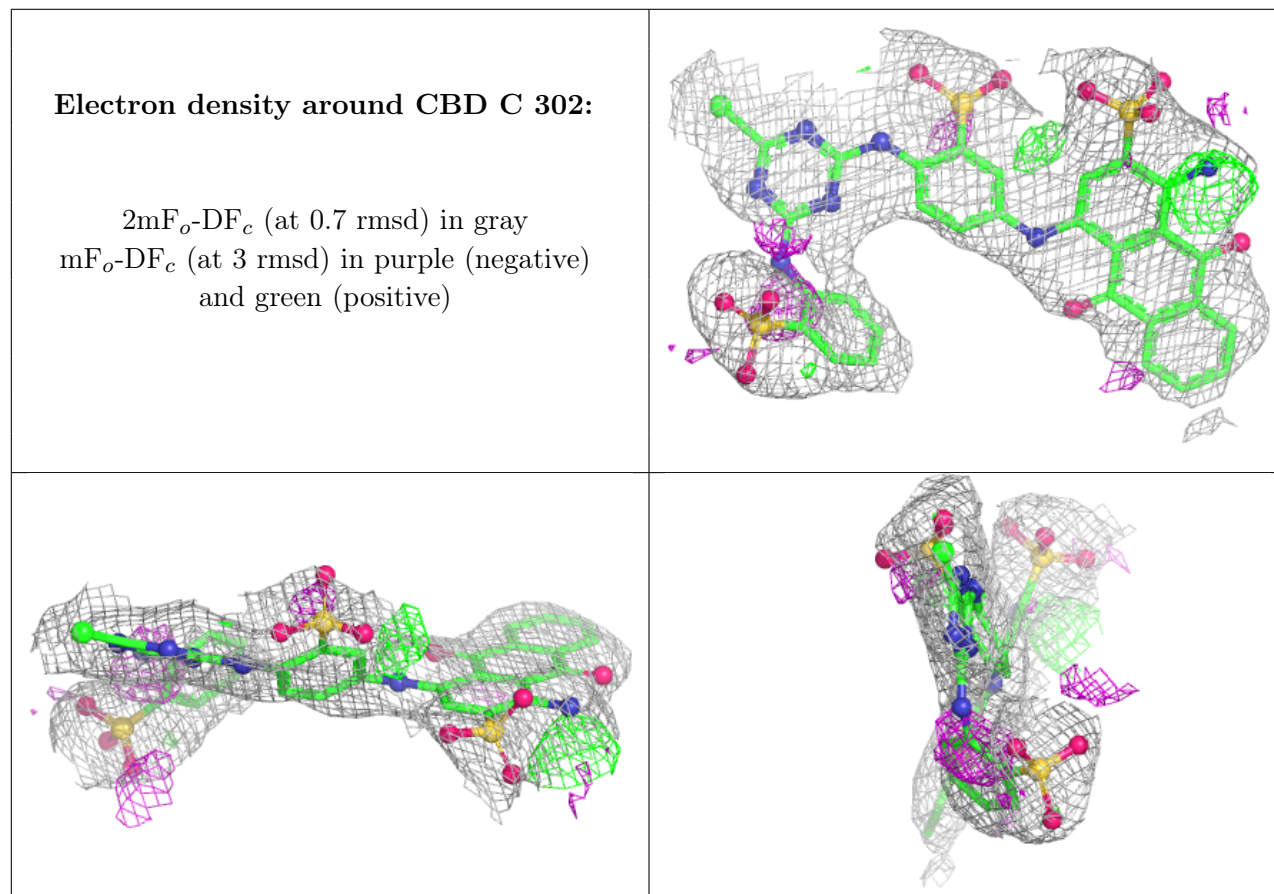 Electron density around CBD C 302:
2mFo-DFc (at 0.7 rmsd) in gray
mFo-DFc (at 3 rmsd) in purple (negative)
and green (positive)